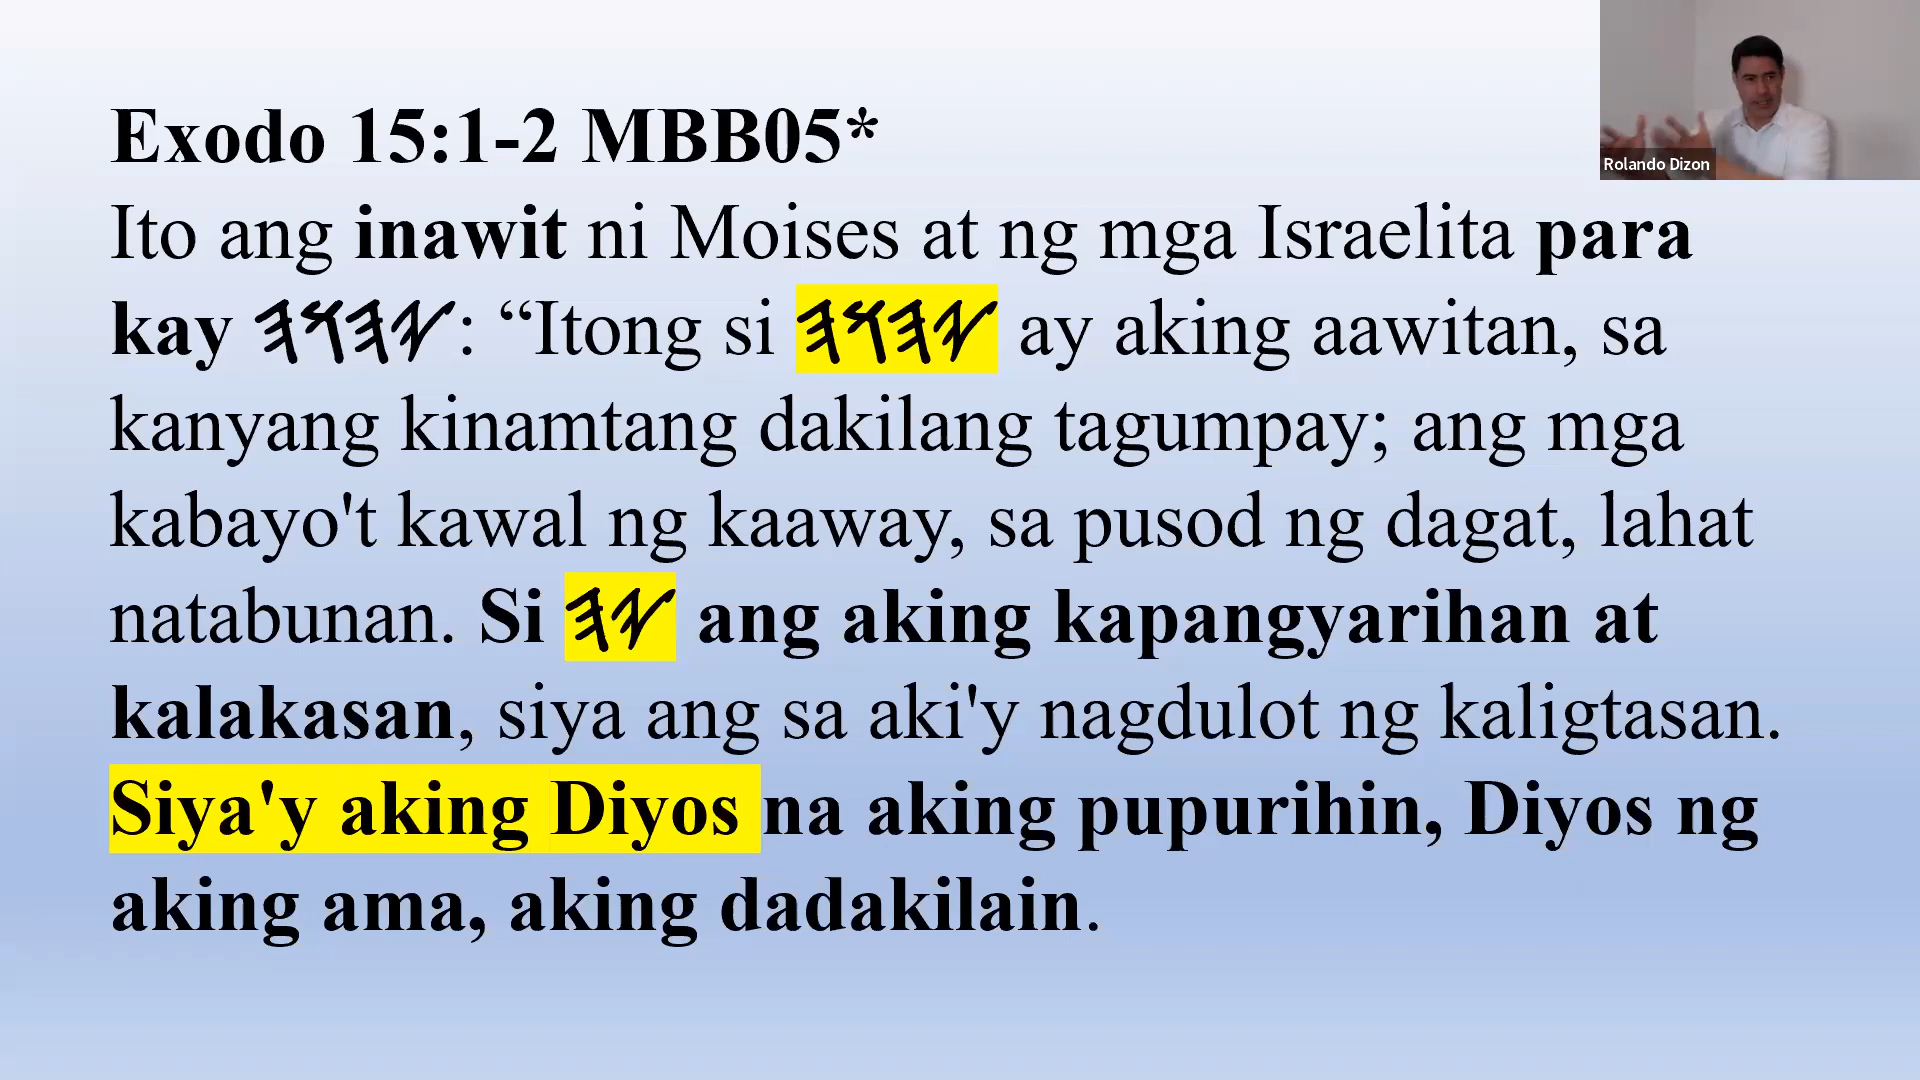 Rolando Dizon
Exodo 15:1-2 MBB05*
Ito ang inawit ni Moises at ng mga Israelita para
kay 𐤉𐤄𐤅𐤄: “Itong si 𐤉𐤄𐤅𐤄 ay aking aawitan, sa
kanyang kinamtang dakilang tagumpay; ang mga
kabayo't kawal ng kaaway, sa pusod ng dagat, lahat
natabunan. Si 𐤉𐤄 ang aking kapangyarihan at
kalakasan, siya ang sa aki'y nagdulot ng kaligtasan.
Siya'y aking Diyos na aking pupurihin, Diyos ng
aking ama, aking dadakilain.